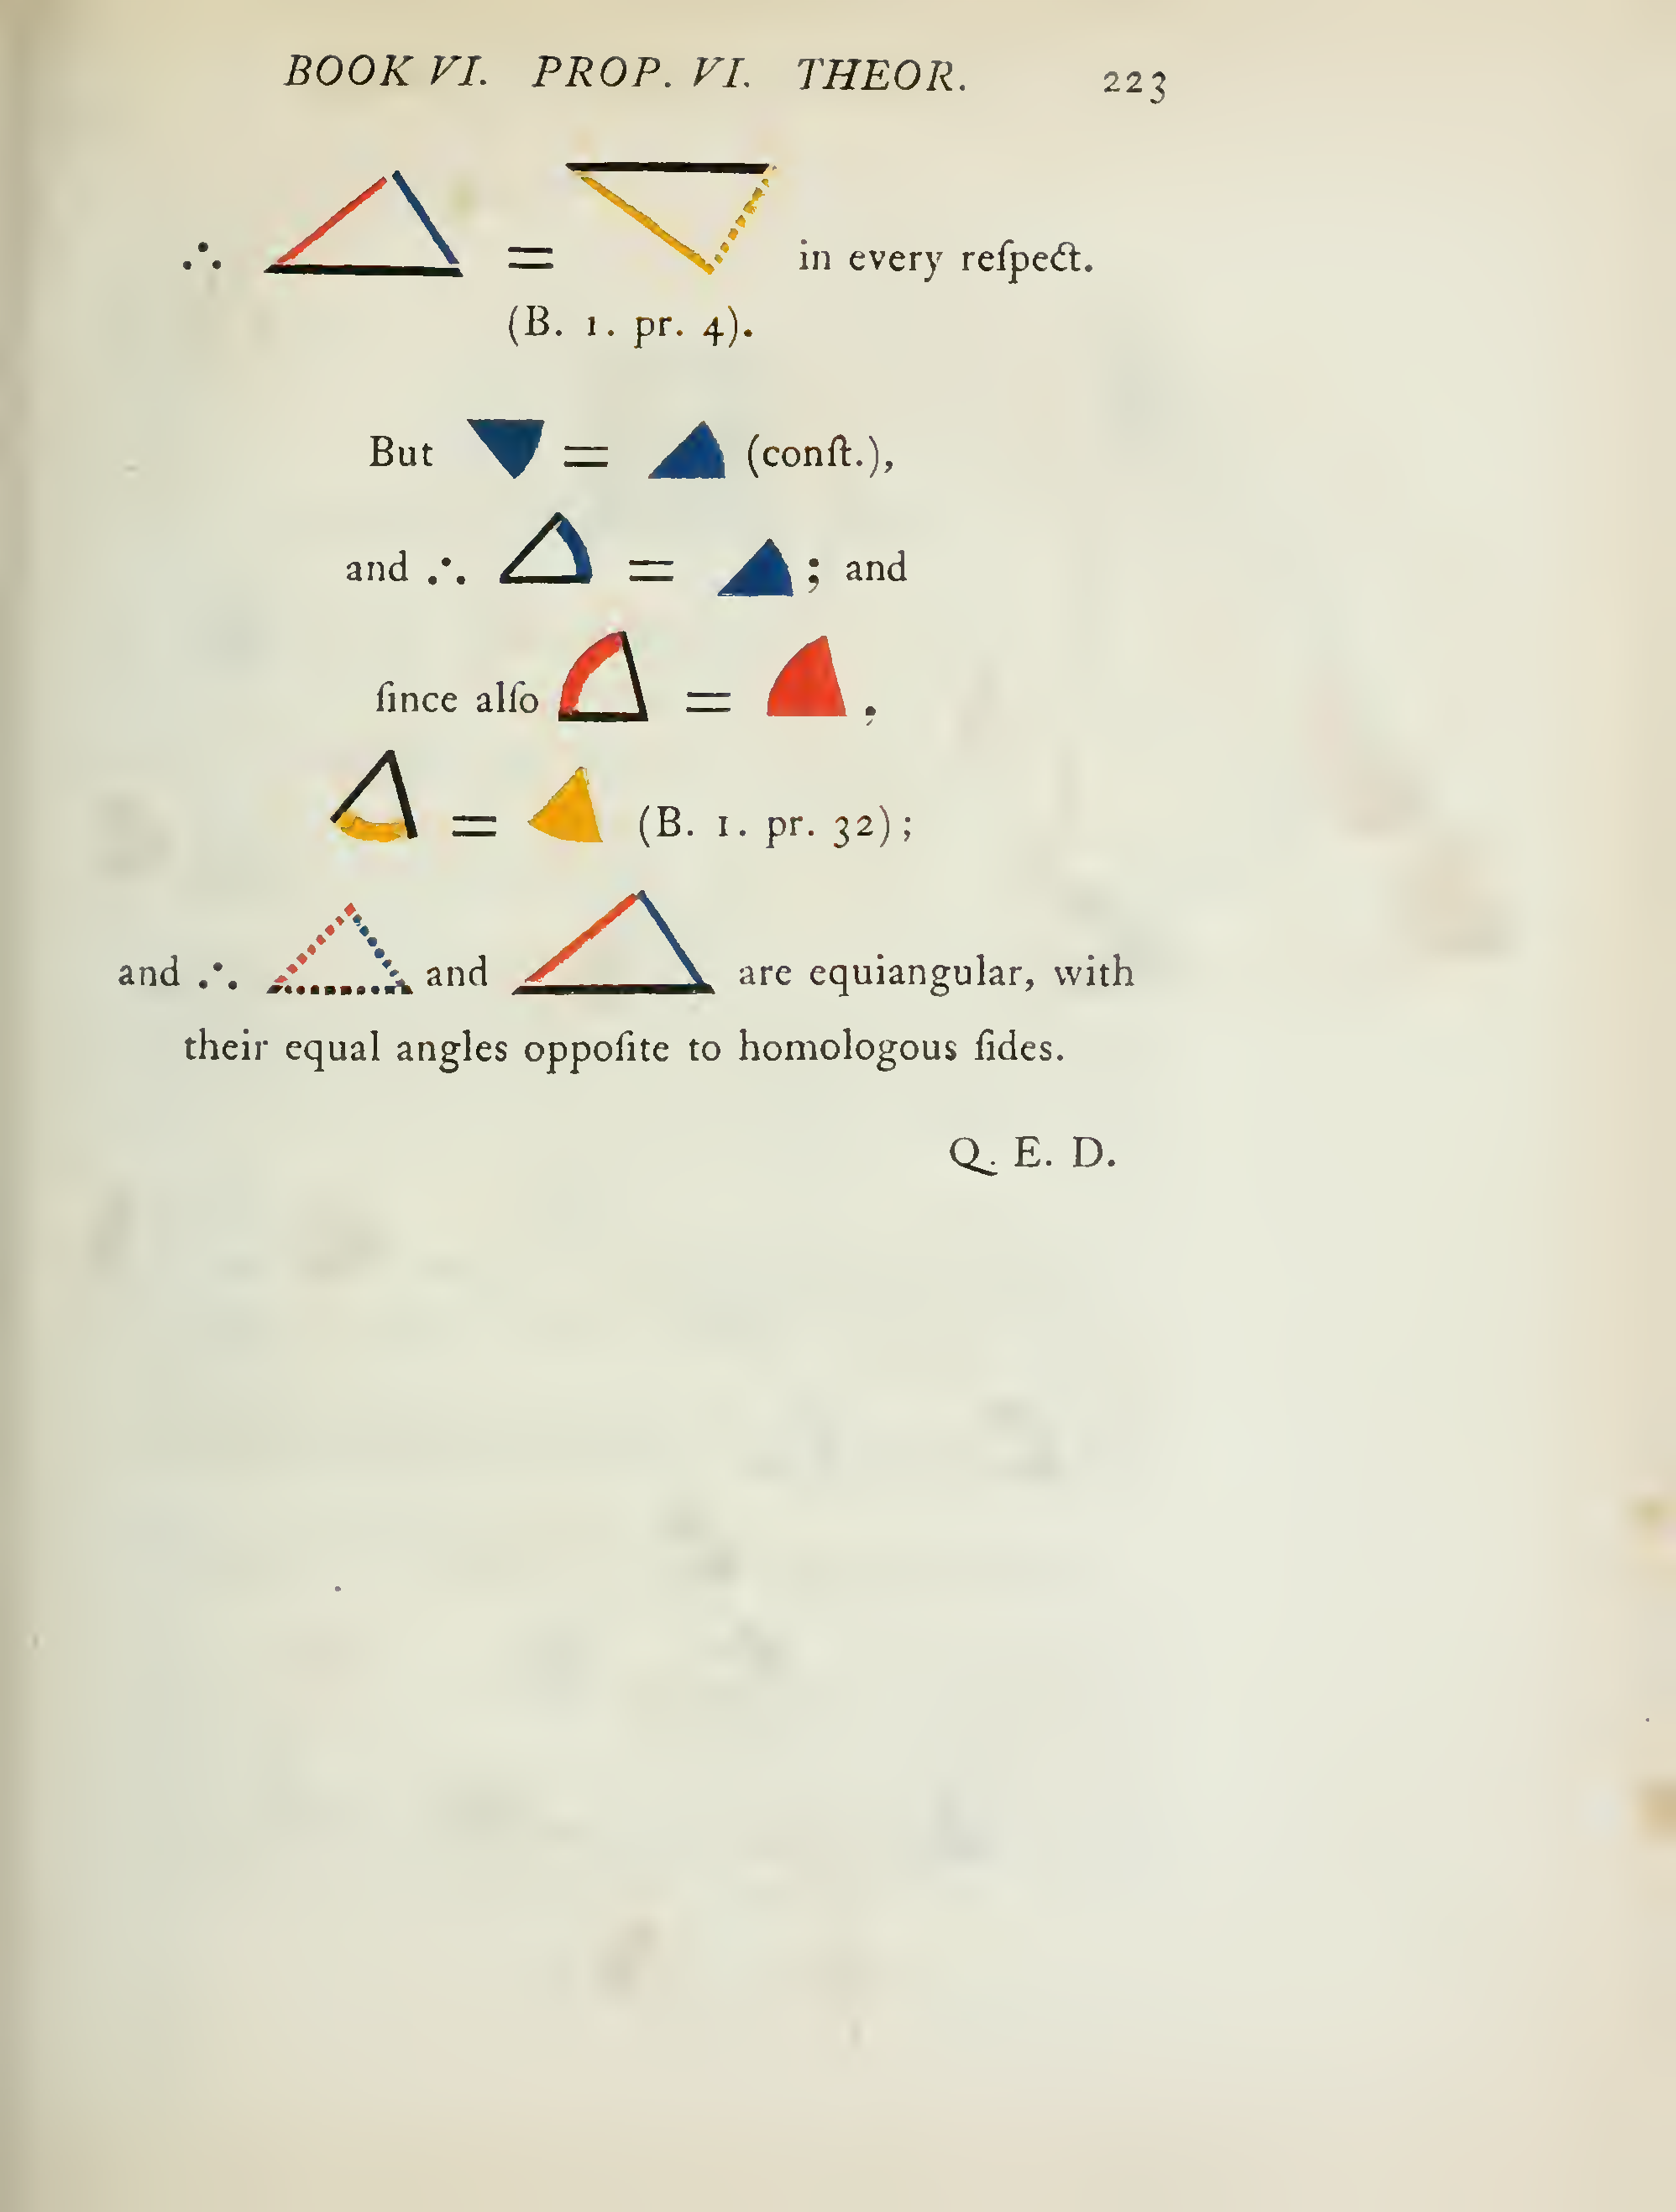 BOOK VI. PROP. VI. THEOR. 223
∴ = in every reſpect.
(B. 1. pr. 4).
But = (conſt.),
and ∴ = ; and
ſince alſo = ,
= (B. 1. pr. 32);
and ∴ and are equiangular, with
their equal angles oppoſite to homologous ſides.
Q. E. D.